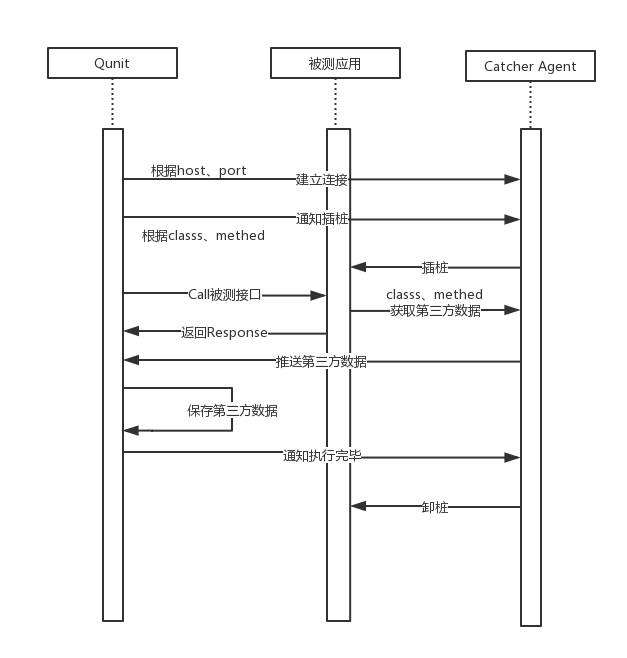 Qunit
被测应用
Catcher Agent
根据host、port
建立连接
通知插桩
根据classs、methed
插桩
Call被测接口
classs、methed
获取第三方数据
返回Response
推送第三方数据
保存第三方数据
通知执行完毕
卸桩